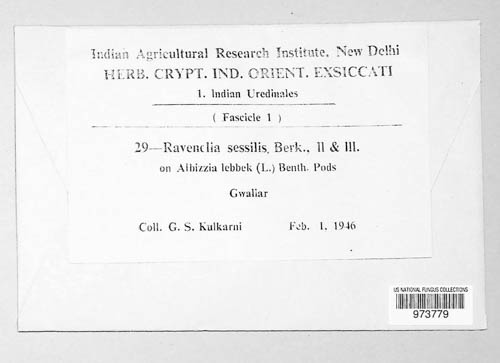 Indian Agricultural Research Institute, New Delhi
HERB. CRYPT. IND. ORIENT. EXSICCATI
1. Indian Uredinales
( Fascicle 1 )
29—Ravenelia sessilis, Berk., II & III.
on Albizzia lebbek (L.) Benth. Pods
Gwaliar
Coll. G. S. Kulkarni Feb. 1, 1946
US NATIONAL FUNGUS COLLECTIONS
973779